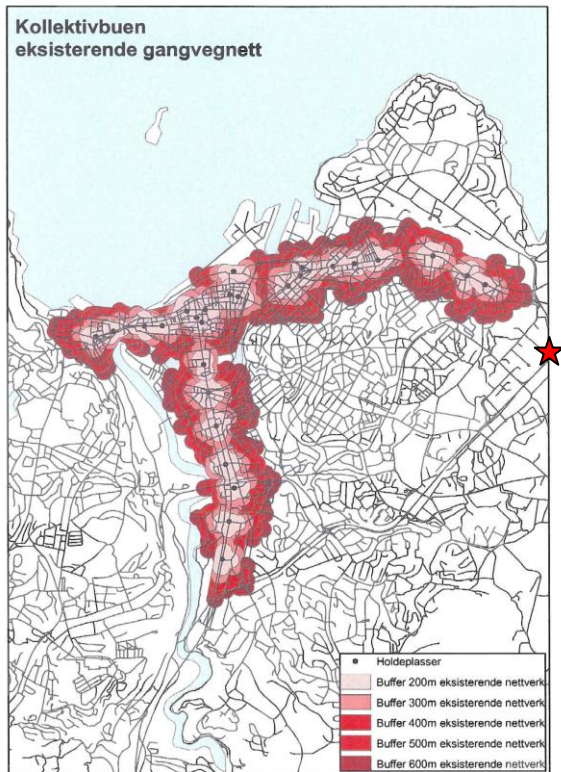 Kollektivbuen
eksisterende gangvegnett
Holdeplasser
Buffer 200m eksisterende nettverk
Buffer 300m eksisterende nettverk
Buffer 400m eksisterende nettverk
Buffer 500m eksisterende nettverk
Buffer 600m eksisterende nettverk